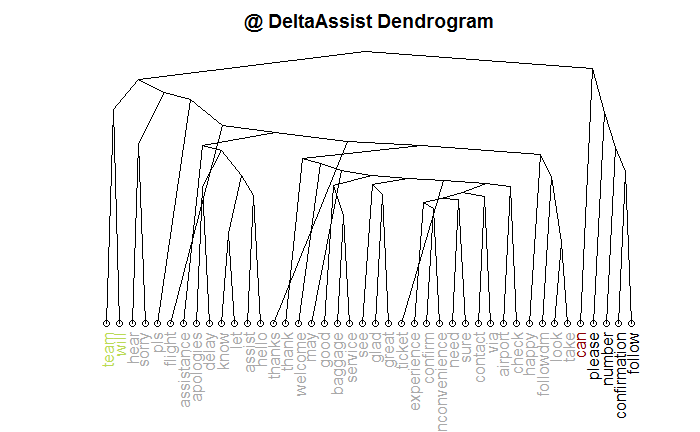 @ DeltaAssist Dendrogram
team
will
hear
sorry
pls
flight
assistance
apologies
delay
know
let
assist
hello
thanks
thank
welcome
may
good
baggage
service
see
glad
great
ticket
experience
confirm
nconvenience
need
sure
contact
via
airport
check
happy
followdm
look
take
can
please
number
confirmation
follow